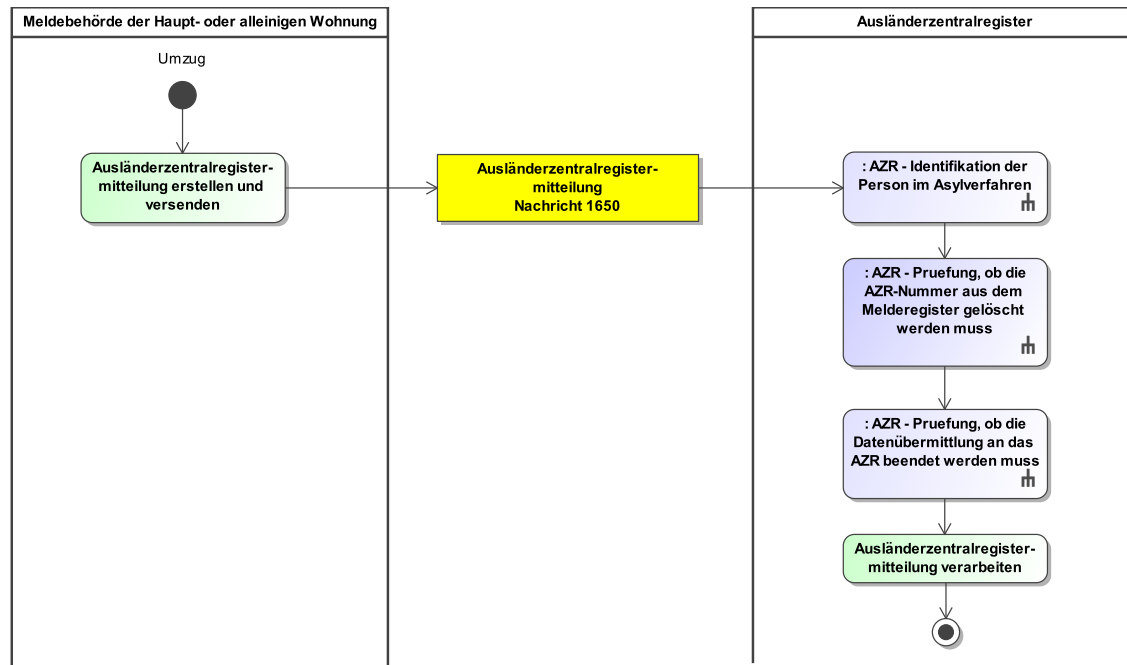 Meldebehörde der Haupt- oder alleinigen Wohnung
Ausländerzentralregister
Umzug
Ausländerzentralregister-
mitteilung erstellen und
versenden
Ausländerzentralregister-
mitteilung
Nachricht 1650
: AZR - Identifikation der
Person im Asylverfahren
: AZR - Pruefung, ob die
AZR-Nummer aus dem
Melderegister gelöscht
werden muss
: AZR - Pruefung, ob die
Datenübermittlung an das
AZR beendet werden muss
Ausländerzentralregister-
mitteilung verarbeiten